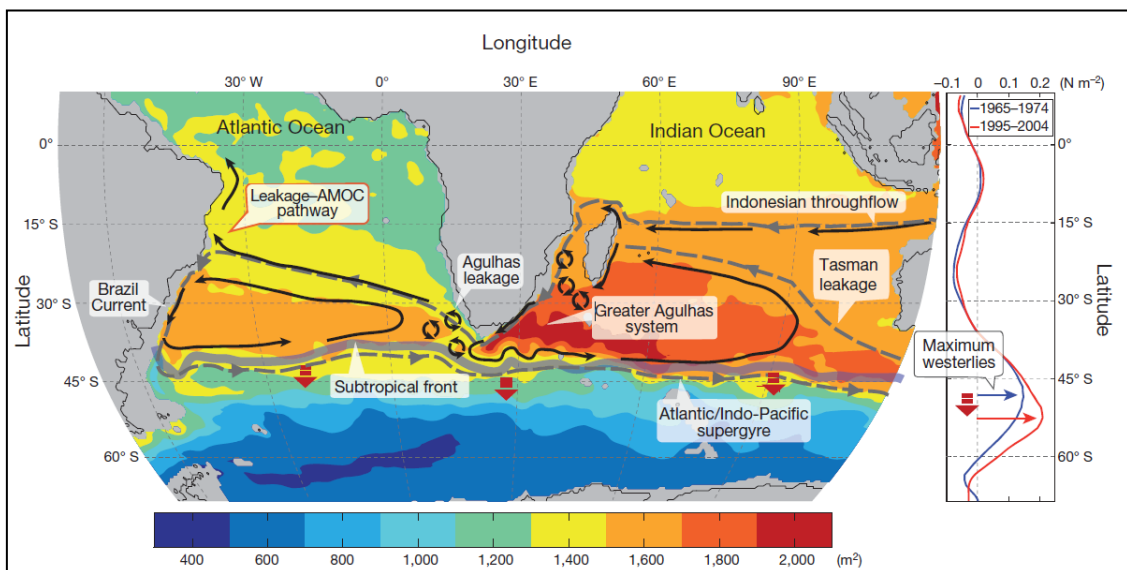 Longitude
30° W 0° 30° E 60° E 90° E
–0.1 0 0.1 0.2 (N m⁻²)
1965–1974
1995–2004
Atlantic Ocean
Indian Ocean
0°
0°
Leakage–AMOC
pathway
Indonesian throughflow
15° S
15° S
Agulhas
leakage
Tasman
leakage
Brazil
Current
Latitude
Latitude
30° S
30° S
Greater Agulhas
system
Maximum
westerlies
Subtropical front
45° S
45° S
Atlantic/Indo-Pacific
supergyre
60° S
60° S
400 600 800 1,000 1,200 1,400 1,600 1,800 2,000 (m²)